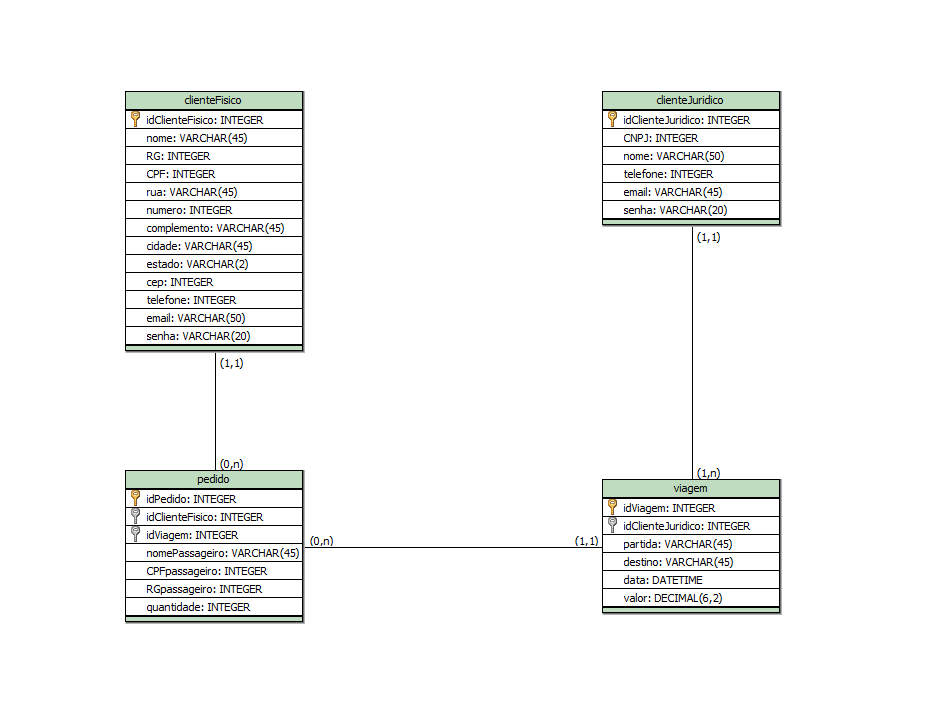 clienteFisico
idClienteFisico: INTEGER
nome: VARCHAR(45)
RG: INTEGER
CPF: INTEGER
rua: VARCHAR(45)
numero: INTEGER
complemento: VARCHAR(45)
cidade: VARCHAR(45)
estado: VARCHAR(2)
cep: INTEGER
telefone: INTEGER
email: VARCHAR(50)
senha: VARCHAR(20)
(1,1)
clienteJuridico
idClienteJuridico: INTEGER
CNPJ: INTEGER
nome: VARCHAR(50)
telefone: INTEGER
email: VARCHAR(45)
senha: VARCHAR(20)
(1,1)
(0,n)
pedido
idPedido: INTEGER
idClienteFisico: INTEGER
idViagem: INTEGER
nomePassageiro: VARCHAR(45)
CPFpassageiro: INTEGER
RGpassageiro: INTEGER
quantidade: INTEGER
(0,n)
(1,1)
(1,n)
viagem
idViagem: INTEGER
idClienteJuridico: INTEGER
partida: VARCHAR(45)
destino: VARCHAR(45)
data: DATETIME
valor: DECIMAL(6,2)